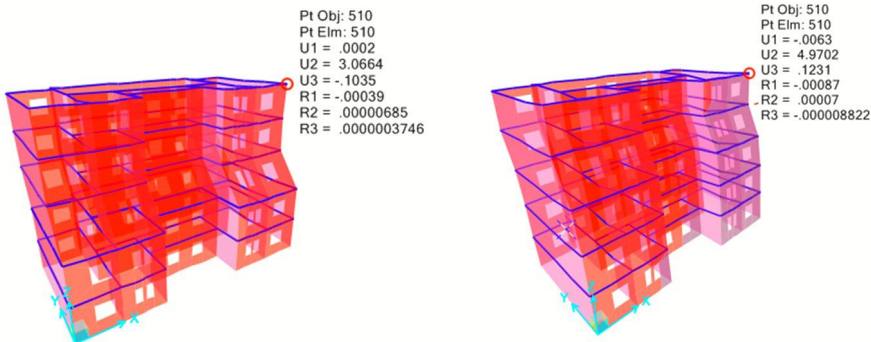 Pt Obj: 510
Pt Elm: 510
U1 = .0002
U2 = 3.0664
U3 = -.1035
R1 = -.00039
R2 = .00000685
R3 = .0000003746
Pt Obj: 510
Pt Elm: 510
U1 = -.0063
U2 = 4.9702
U3 = .1231
R1 = -.00087
R2 = .00007
R3 = -.000008822
Z
Y
X
Z
Y
X